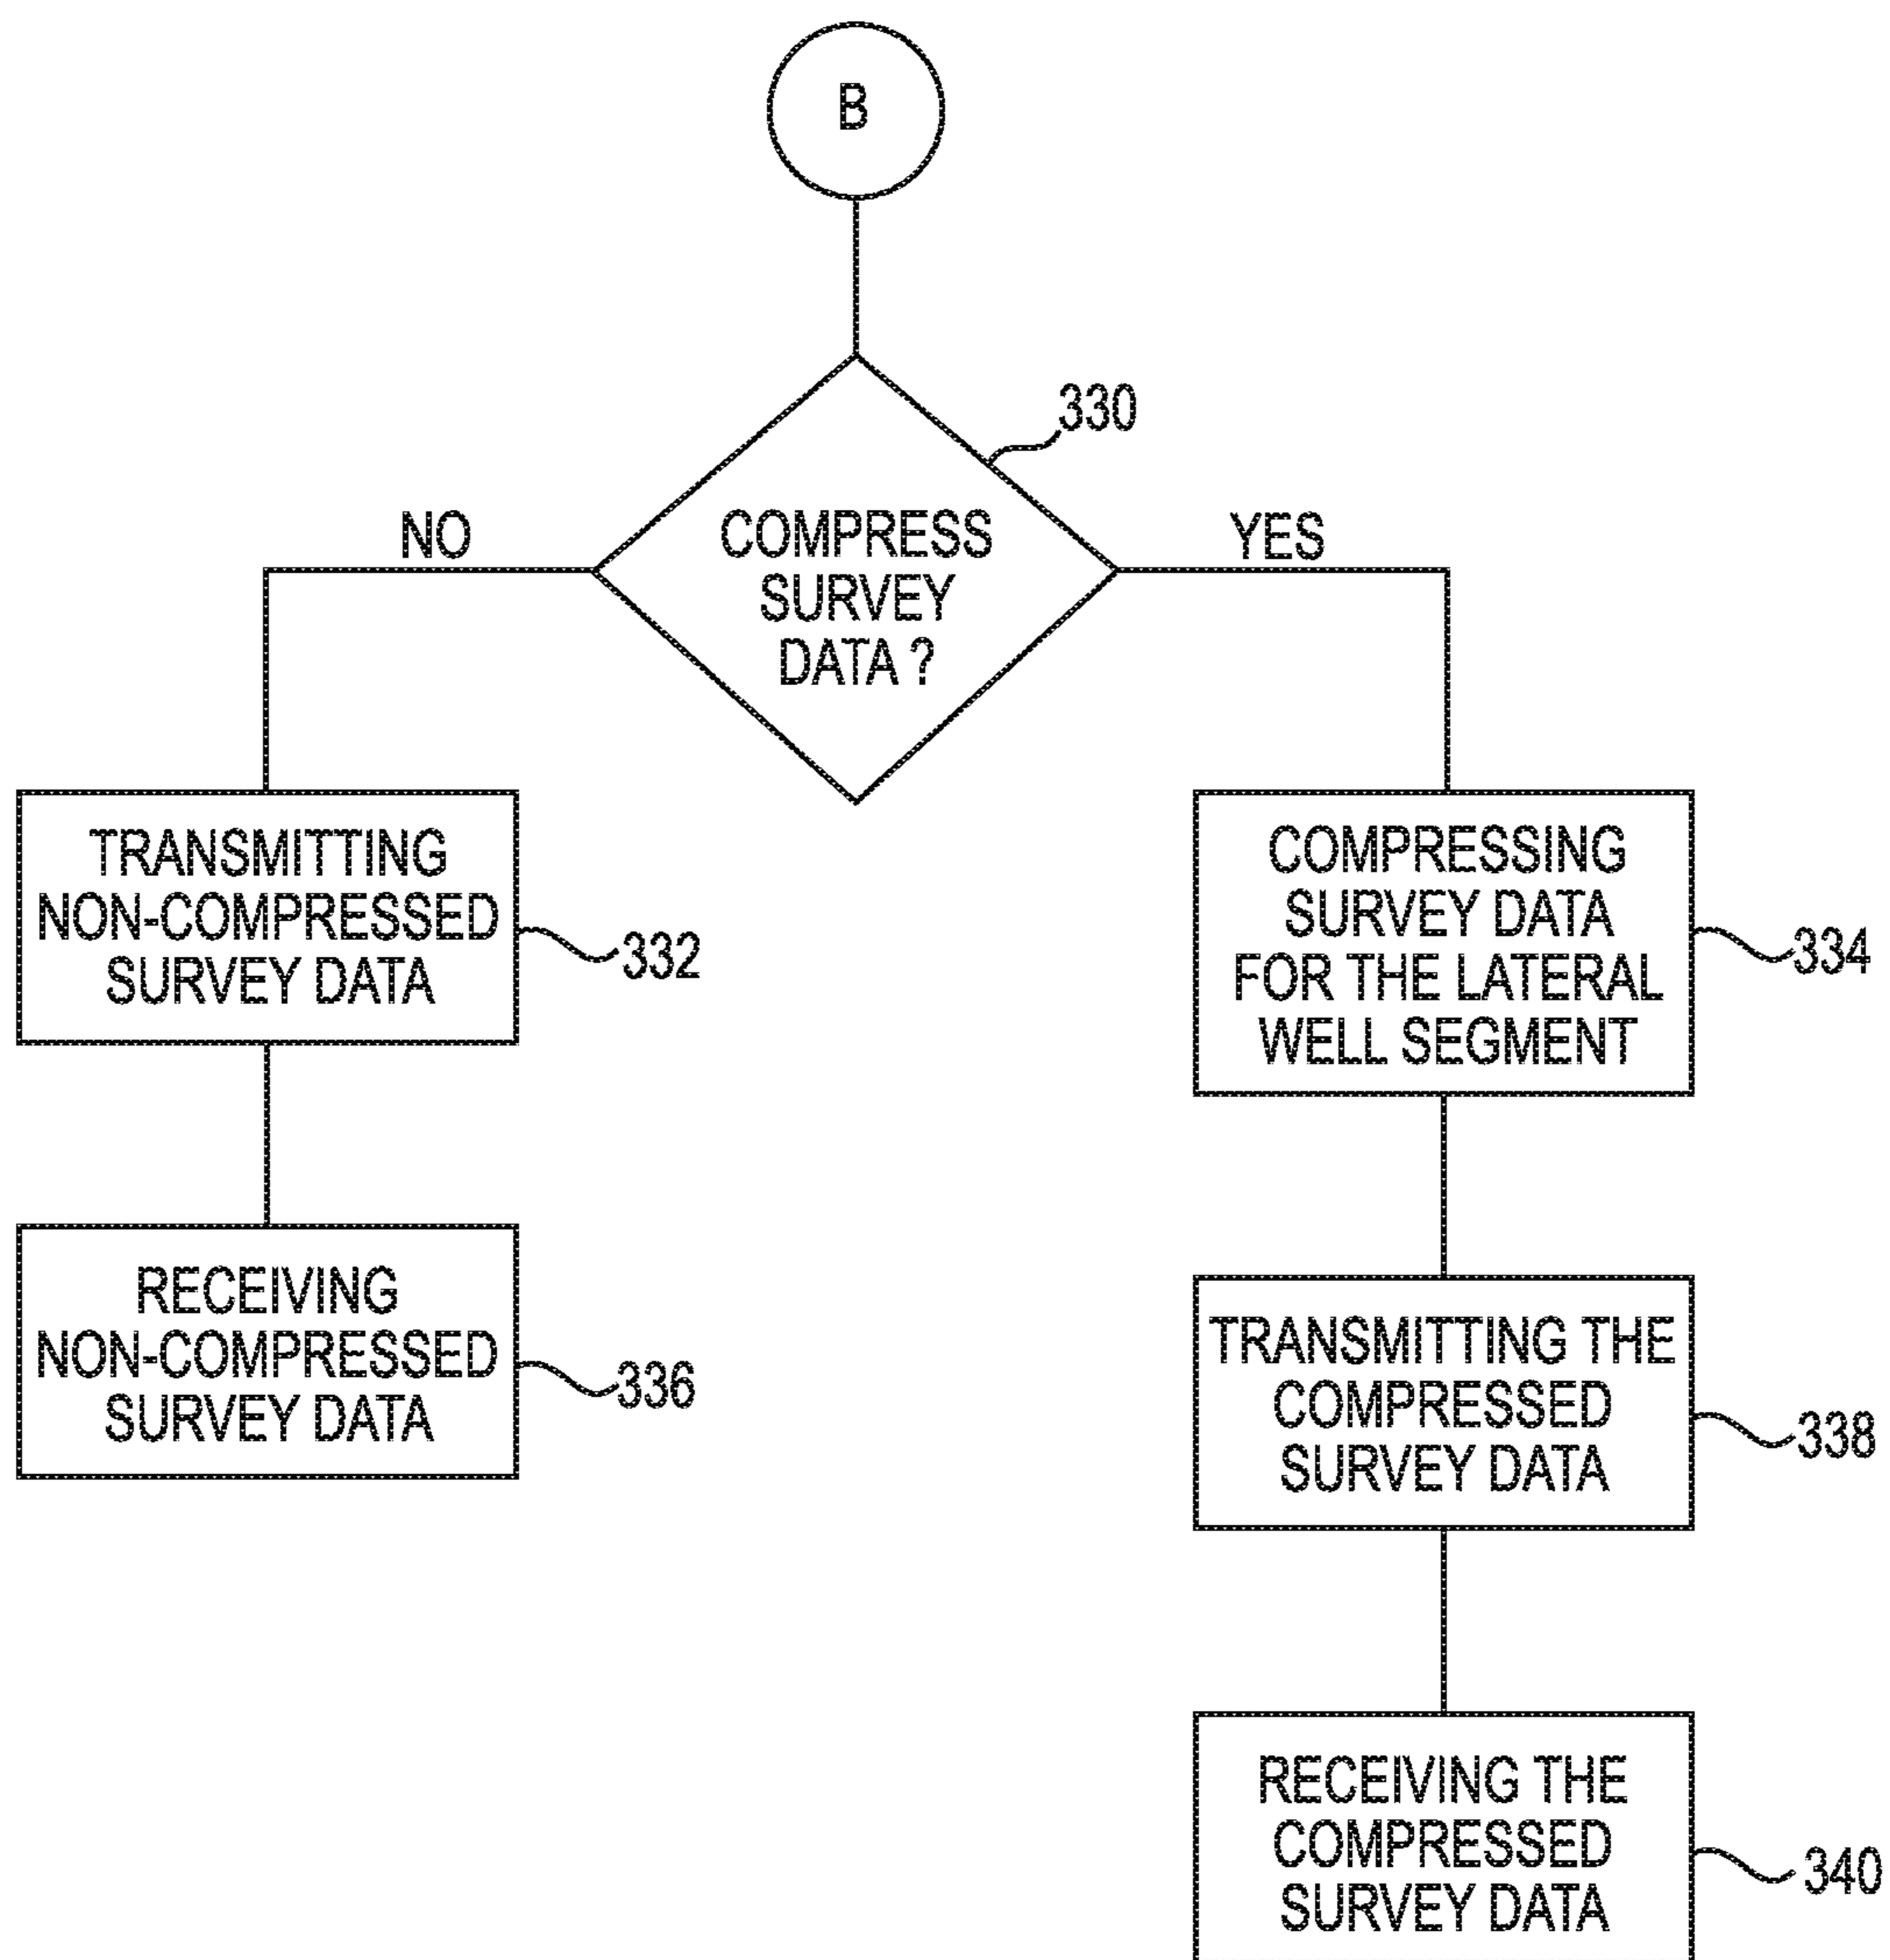 B
330
COMPRESS
SURVEY
DATA ?
NO
YES
TRANSMITTING
NON-COMPRESSED
SURVEY DATA
332
COMPRESSING
SURVEY DATA
FOR THE LATERAL
WELL SEGMENT
334
RECEIVING
NON-COMPRESSED
SURVEY DATA
336
TRANSMITTING THE
COMPRESSED
SURVEY DATA
338
RECEIVING THE
COMPRESSED
SURVEY DATA
340